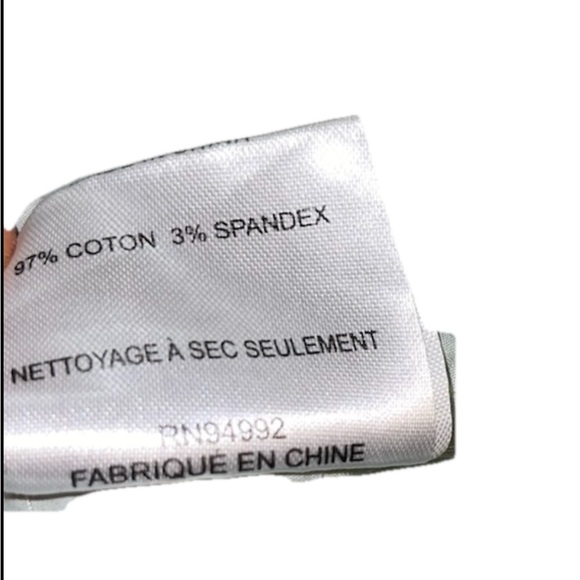 97% COTON 3% SPANDEX
NETTOYAGE À SEC SEULEMENT
RN94992
FABRIQUÉ EN CHINE